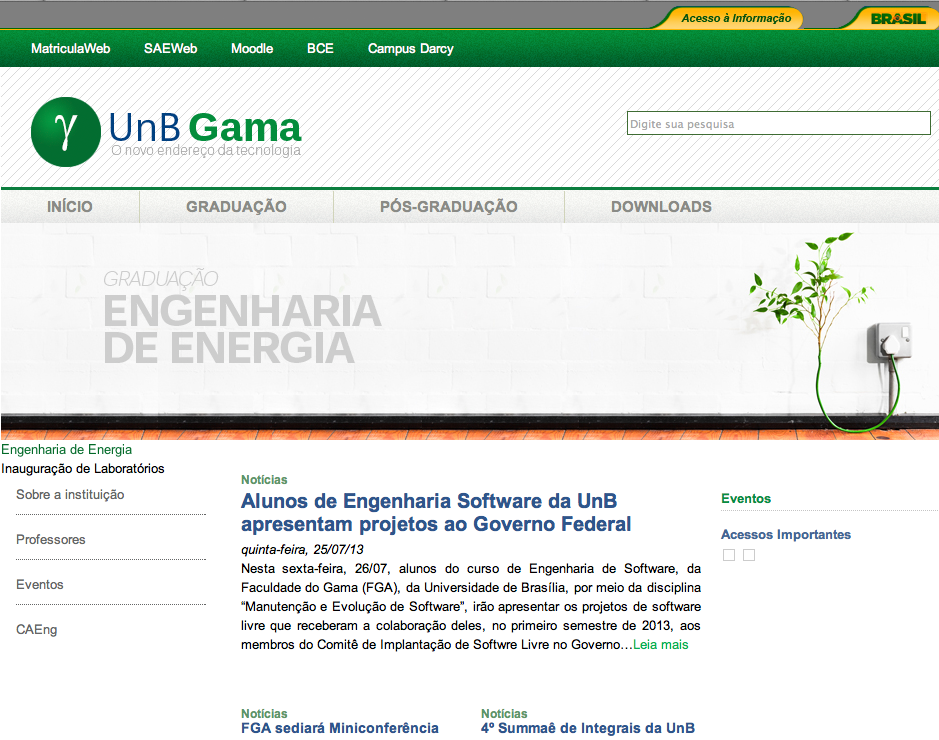 Acesso à Informação
BRASIL
MatriculaWeb SAEWeb Moodle BCE Campus Darcy
γ UnB Gama
O novo endereço da tecnologia
Digite sua pesquisa
INÍCIO GRADUAÇÃO PÓS-GRADUAÇÃO DOWNLOADS
GRADUAÇÃO
ENGENHARIA
DE ENERGIA
Engenharia de Energia
Inauguração de Laboratórios
Sobre a instituição
Professores
Eventos
CAEng
Notícias
Alunos de Engenharia Software da UnB
apresentam projetos ao Governo Federal
quinta-feira, 25/07/13
Nesta sexta-feira, 26/07, alunos do curso de Engenharia de Software, da
Faculdade do Gama (FGA), da Universidade de Brasília, por meio da disciplina
“Manutenção e Evolução de Software”, irão apresentar os projetos de software
livre que receberam a colaboração deles, no primeiro semestre de 2013, aos
membros do Comitê de Implantação de Softwre Livre no Governo…Leia mais
Eventos
Acessos Importantes
Notícias
FGA sediará Miniconferência
Notícias
4º Summaê de Integrais da UnB